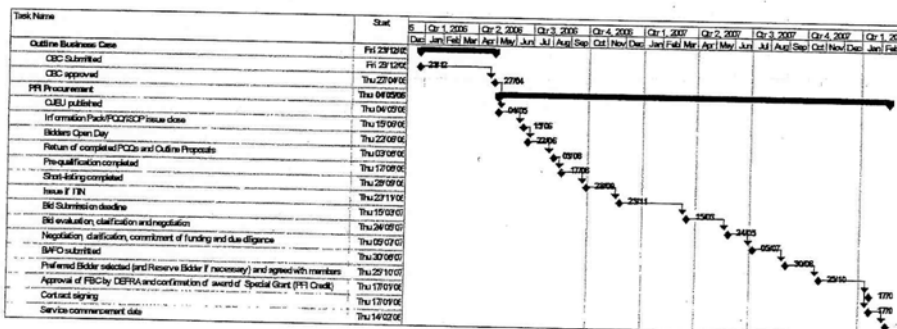 Task Name Start 5 Qtr 1, 2006 Qtr 2, 2006 Qtr 3, 2006 Qtr 4, 2006 Qtr 1, 2007 Qtr 2, 2007 Qtr 3, 2007 Qtr 4, 2007 Qtr 1, 20
Dec Jan Feb Mar Apr May Jun Jul Aug Sep Oct Nov Dec Jan Feb Mar Apr May Jun Jul Aug Sep Oct Nov Dec Jan Feb
Outline Business Case Fri 23/12/05
OBC Submitted Fri 23/12/05 23/12
OBC approved Thu 27/04/06 27/04
PFI Procurement Thu 04/05/06
OJEU published Thu 04/05/06 04/05
Information Pack/PQQ/ISOP issue close Thu 15/06/06 15/06
Bidders Open Day Thu 22/06/06 22/06
Return of completed PQQs and Outline Proposals Thu 03/08/06 03/08
Pre-qualification completed Thu 17/08/06 17/08
Short-listing completed Thu 28/09/06 28/09
Issue IT ITN Thu 23/11/06 23/11
Bid Submission deadline Thu 15/03/07 15/03
Bid evaluation, clarification and negotiation Thu 24/05/07 24/05
Negotiation, clarification, commitment of funding and due diligence Thu 05/07/07 05/07
BAFO submitted Thu 30/08/07 30/08
Preferred Bidder selected (and Reserve Bidder if necessary) and agreed with members Thu 25/10/07 25/10
Approval of FBC by DEFRA and confirmation of award of Special Grant (PFI Credit) Thu 17/01/08 17/0
Contract signing Thu 17/01/08 17/0
Service commencement date Thu 14/02/08